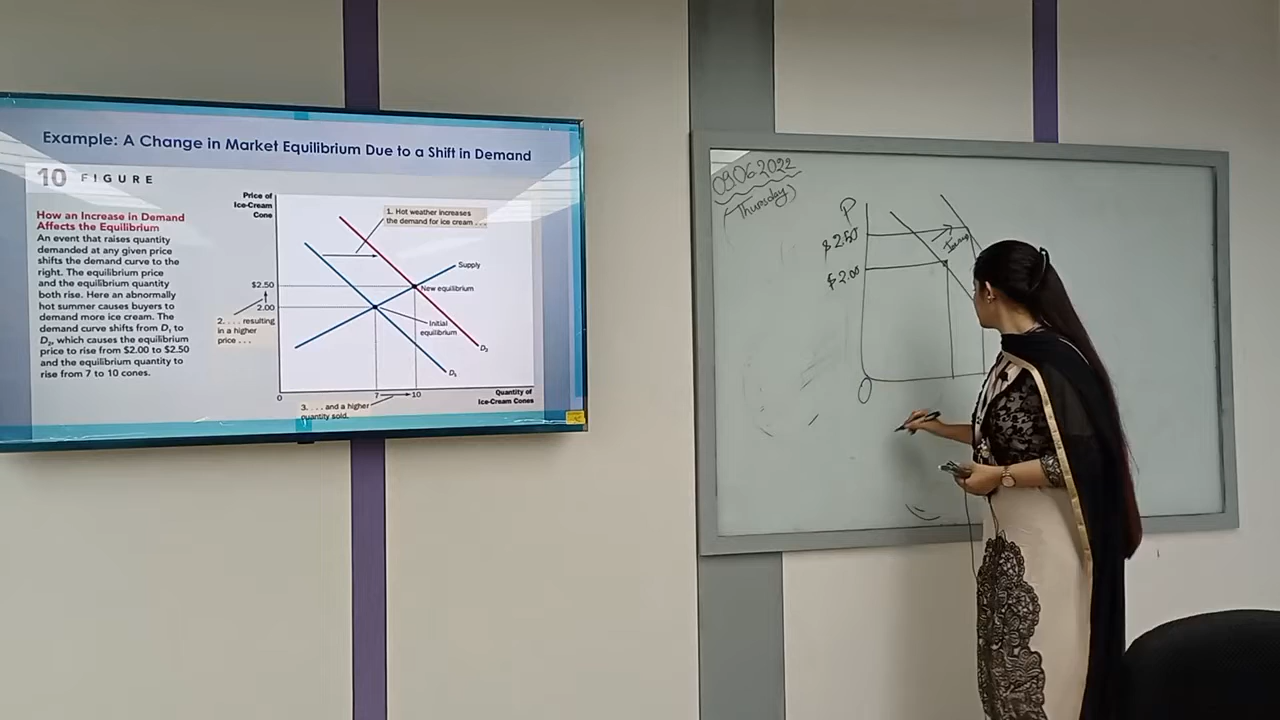 Example: A Change in Market Equilibrium Due to a Shift in Demand
10 FIGURE
How an Increase in Demand
Affects the Equilibrium
An event that raises quantity
demanded at any given price
shifts the demand curve to the
right. The equilibrium price
and the equilibrium quantity
both rise. Here an abnormally
hot summer causes buyers to
demand more ice cream. The
demand curve shifts from D1 to
D2, which causes the equilibrium
price to rise from $2.00 to $2.50
and the equilibrium quantity to
rise from 7 to 10 cones.
Price of
Ice-Cream
Cone
1. Hot weather increases
the demand for ice cream . . .
Supply
$2.50
New equilibrium
2.00
2. . . . resulting
in a higher
price . . .
Initial
equilibrium
D2
D1
0
7
10
Quantity of
Ice-Cream Cones
3. . . . and a higher
quantity sold.
09.06.2022
(Thursday)
P
$2.50
$2.00
0